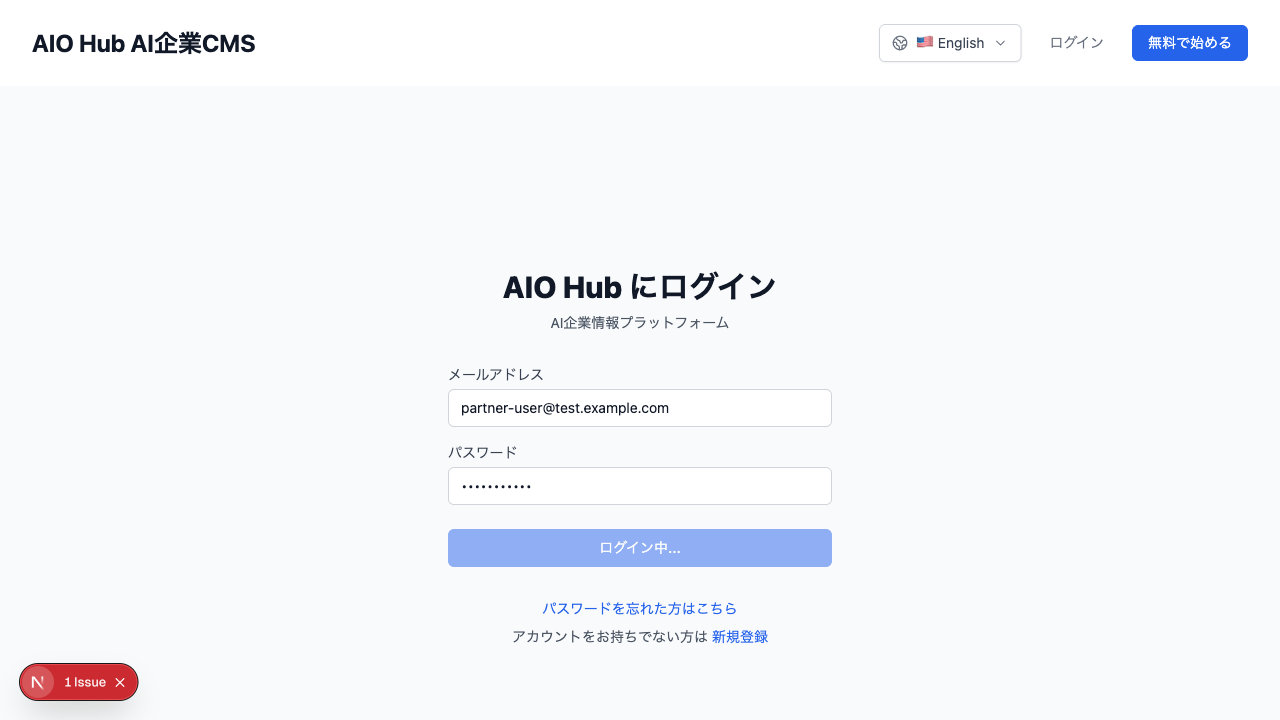 AIO Hub AI企業CMS
English
ログイン
無料で始める
AIO Hub にログイン
AI企業情報プラットフォーム
メールアドレス
partner-user@test.example.com
パスワード
•••••••••••
ログイン中...
パスワードを忘れた方はこちら
アカウントをお持ちでない方は 新規登録
N 1 Issue